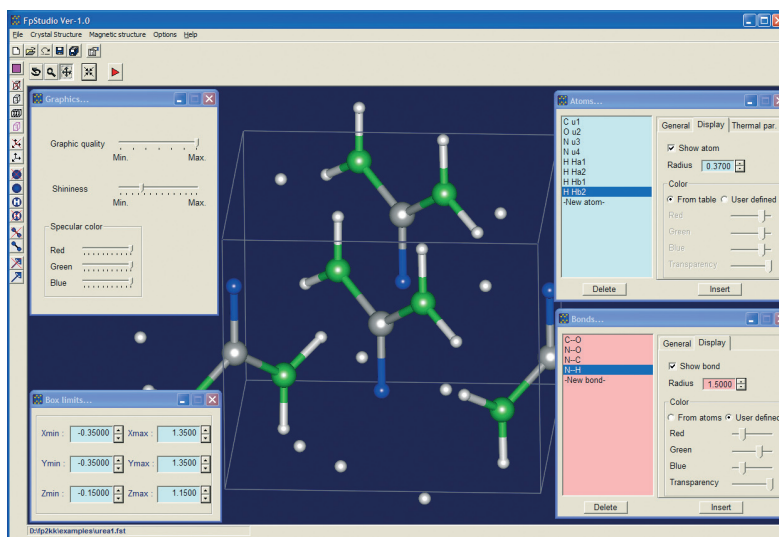 FpStudio Ver-1.0
File Crystal Structure Magnetic structure Options Help
Graphics...
Graphic quality
Min. Max.
Shininess
Min. Max.
Specular color
Red
Green
Blue
Box limits...
Xmin : -0.35000 Xmax : 1.3500
Ymin : -0.35000 Ymax : 1.3500
Zmin : -0.15000 Zmax : 1.1500
Atoms...
C u1
O u2
N u3
N u4
H Ha1
H Ha2
H Hb1
H Hb2
-New atom-
General Display Thermal par.
Show atom
Radius 0.3700
Color
From table User defined
Red
Green
Blue
Transparency
Delete Insert
Bonds...
C--O
N--O
N--C
N--H
-New bond-
General Display
Show bond
Radius 1.5000
Color
From atoms User defined
Red
Green
Blue
Transparency
Delete Insert
D:\fp2kk\examples\urea1.fst